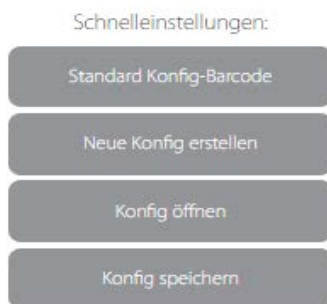 Schnelleinstellungen:
Standard Konfig-Barcode
Neue Konfig erstellen
Konfig öffnen
Konfig speichern